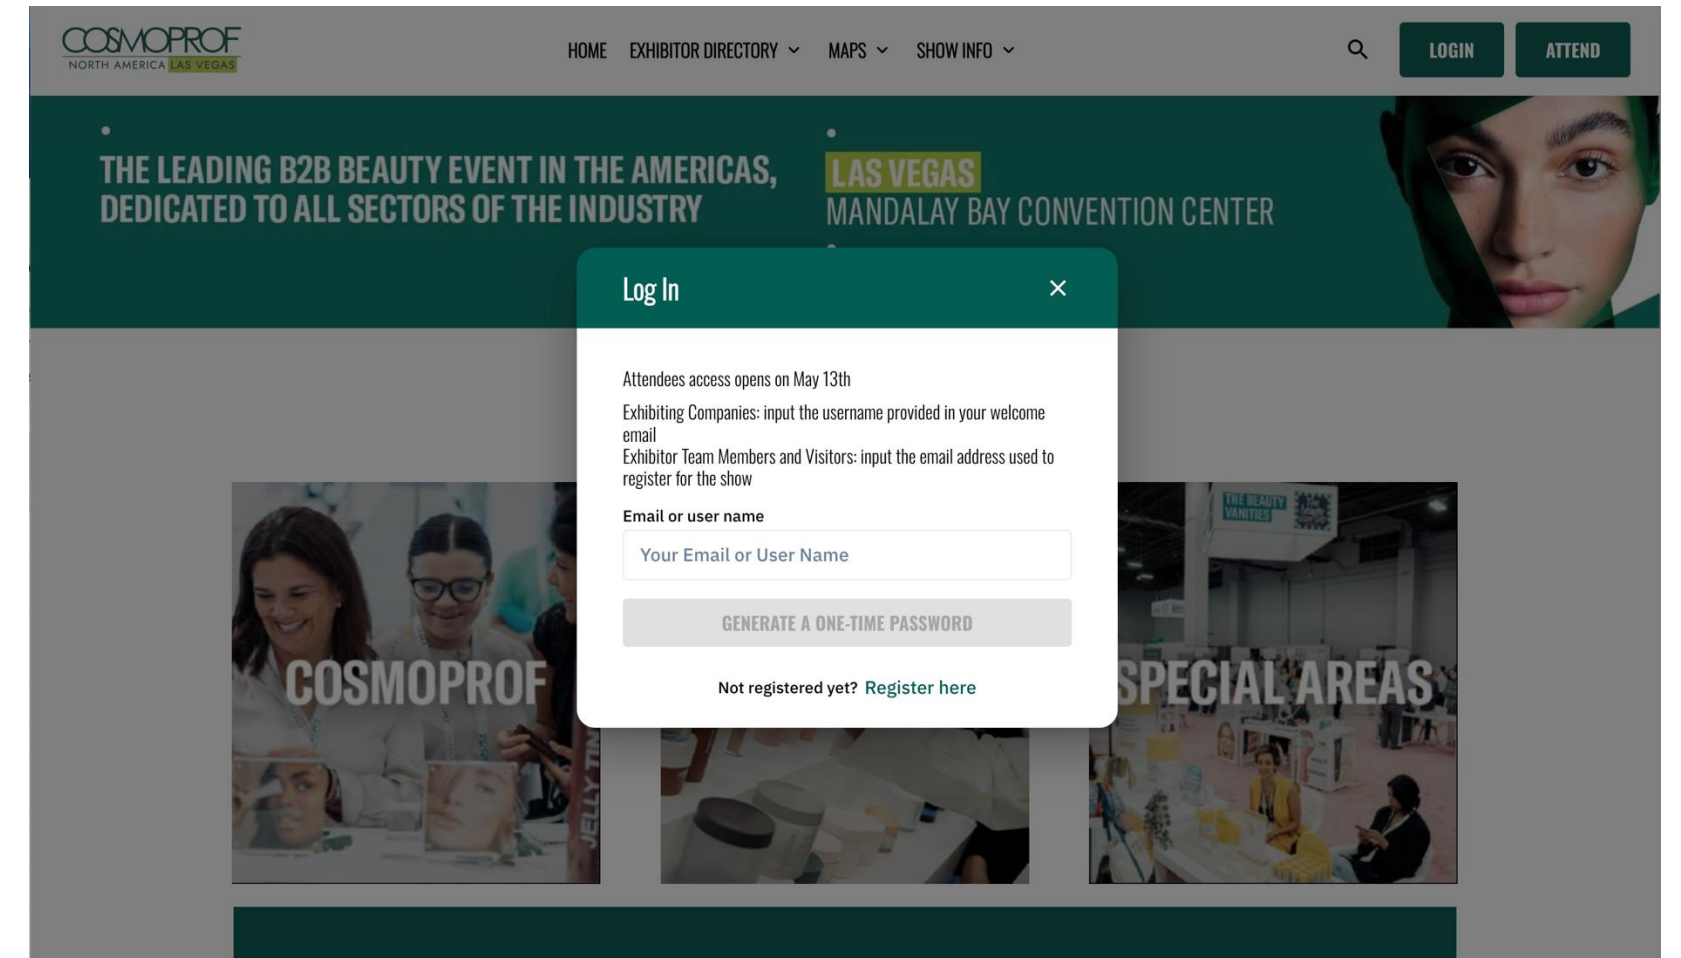 COSMOPROF
NORTH AMERICA LAS VEGAS
HOME EXHIBITOR DIRECTORY MAPS SHOW INFO
LOGIN
ATTEND
THE LEADING B2B BEAUTY EVENT IN THE AMERICAS,
DEDICATED TO ALL SECTORS OF THE INDUSTRY
LAS VEGAS
MANDALAY BAY CONVENTION CENTER
Log In
Attendees access opens on May 13th
Exhibiting Companies: input the username provided in your welcome
email
Exhibitor Team Members and Visitors: input the email address used to
register for the show
Email or user name
Your Email or User Name
GENERATE A ONE-TIME PASSWORD
Not registered yet? Register here
COSMOPROF
JELLY TIN
THE BEAUTY
VANITIES
SPECIAL AREAS